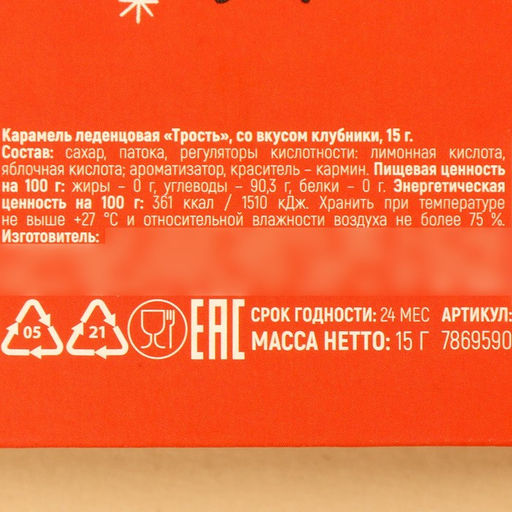 Карамель леденцовая «Трость», со вкусом клубники, 15 г.
Состав: сахар, патока, регуляторы кислотности: лимонная кислота,
яблочная кислота; ароматизатор, краситель – кармин. Пищевая ценность
на 100 г: жиры – 0 г, углеводы – 90,3 г, белки – 0 г. Энергетическая
ценность на 100 г: 361 ккал / 1510 кДж. Хранить при температуре
не выше +27 °С и относительной влажности воздуха не более 75 %.
Изготовитель:
05 21 EAC СРОК ГОДНОСТИ: 24 МЕС АРТИКУЛ:
МАССА НЕТТО: 15 Г 7869590